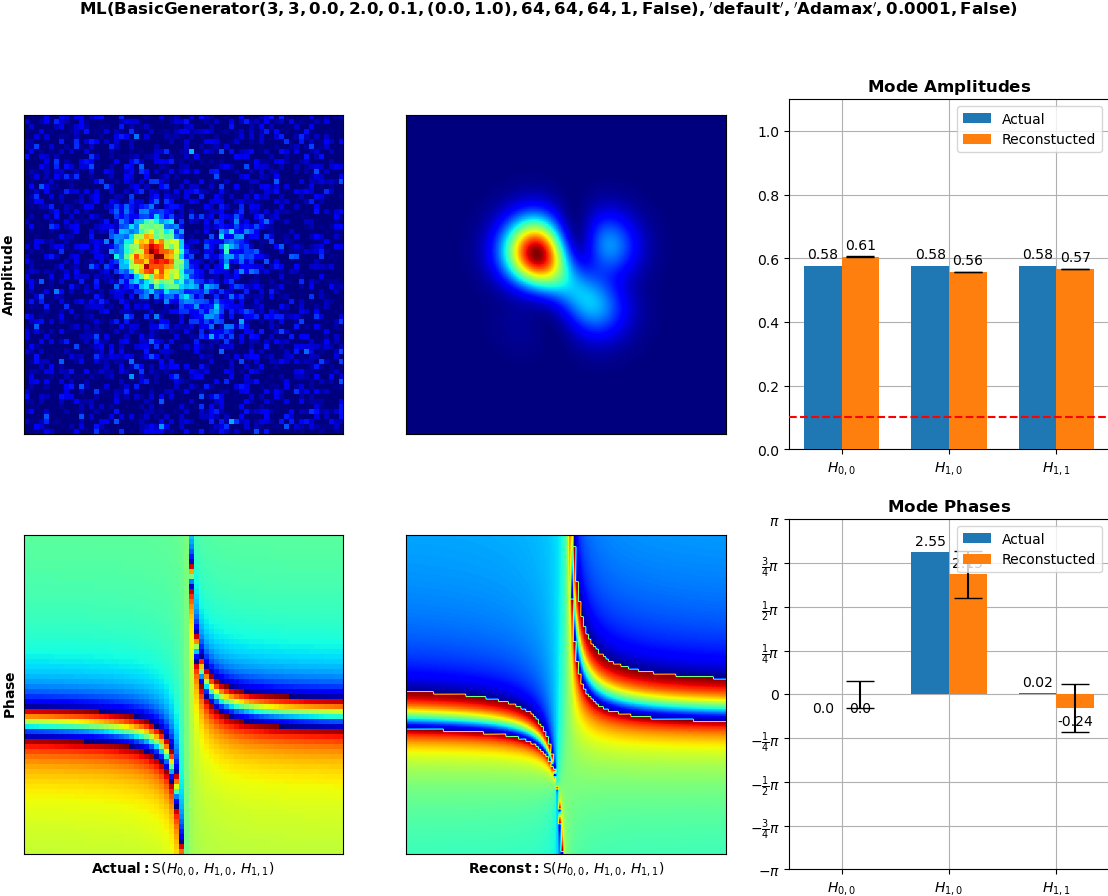 ML(BasicGenerator(3, 3, 0.0, 2.0, 0.1, (0.0, 1.0), 64, 64, 64, 1, False), ′default′, ′Adamax′, 0.0001, False)
Mode Amplitudes
Actual
Reconstucted
1.0
0.8
0.6
0.4
0.2
0.0
0.58
0.61
0.58
0.56
0.58
0.57
H₀,₀
H₁,₀
H₁,₁
Amplitude
Mode Phases
Actual
Reconstucted
π
¾π
½π
¼π
0
−¼π
−½π
−¾π
−π
0.0
-0.0
2.55
0.02
-0.24
H₀,₀
H₁,₀
H₁,₁
Phase
Actual: S(H₀,₀, H₁,₀, H₁,₁)
Reconst: S(H₀,₀, H₁,₀, H₁,₁)